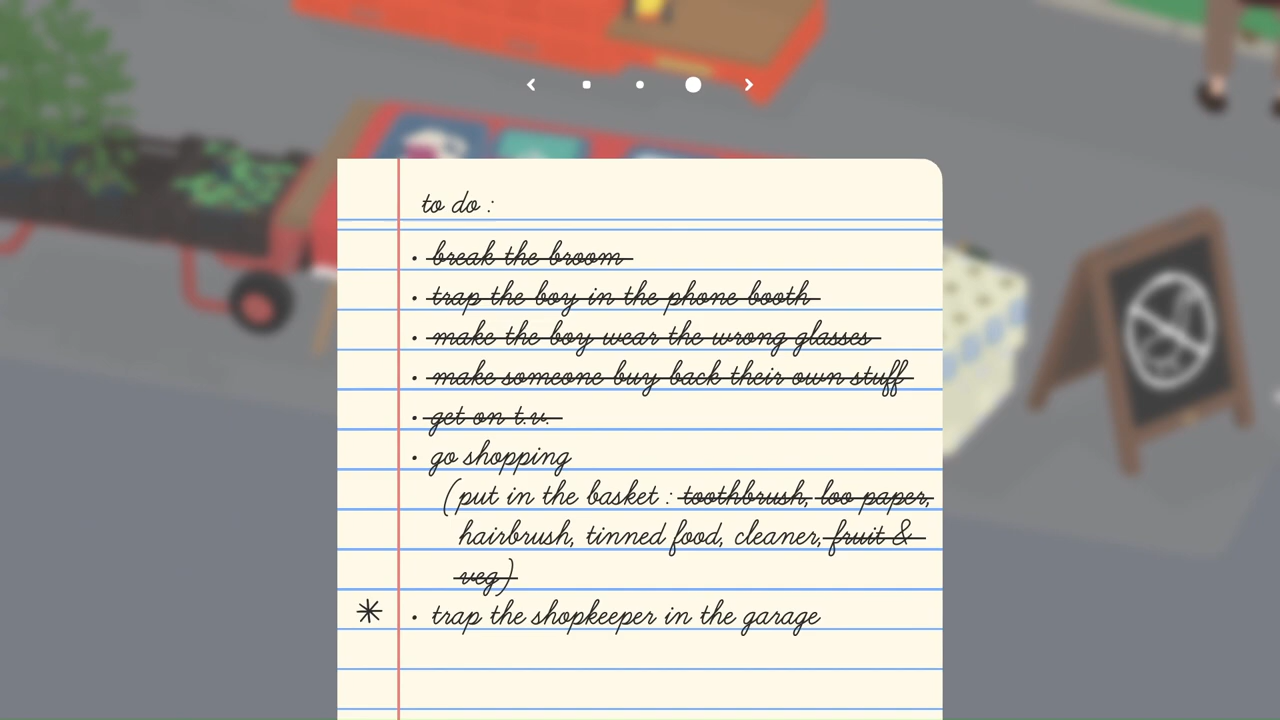 to do :
• break the broom
• trap the boy in the phone booth
• make the boy wear the wrong glasses
• make someone buy back their own stuff
• get on t.v.
• go shopping
(put in the basket : toothbrush, loo paper,
hairbrush, tinned food, cleaner, fruit &
veg)
* • trap the shopkeeper in the garage